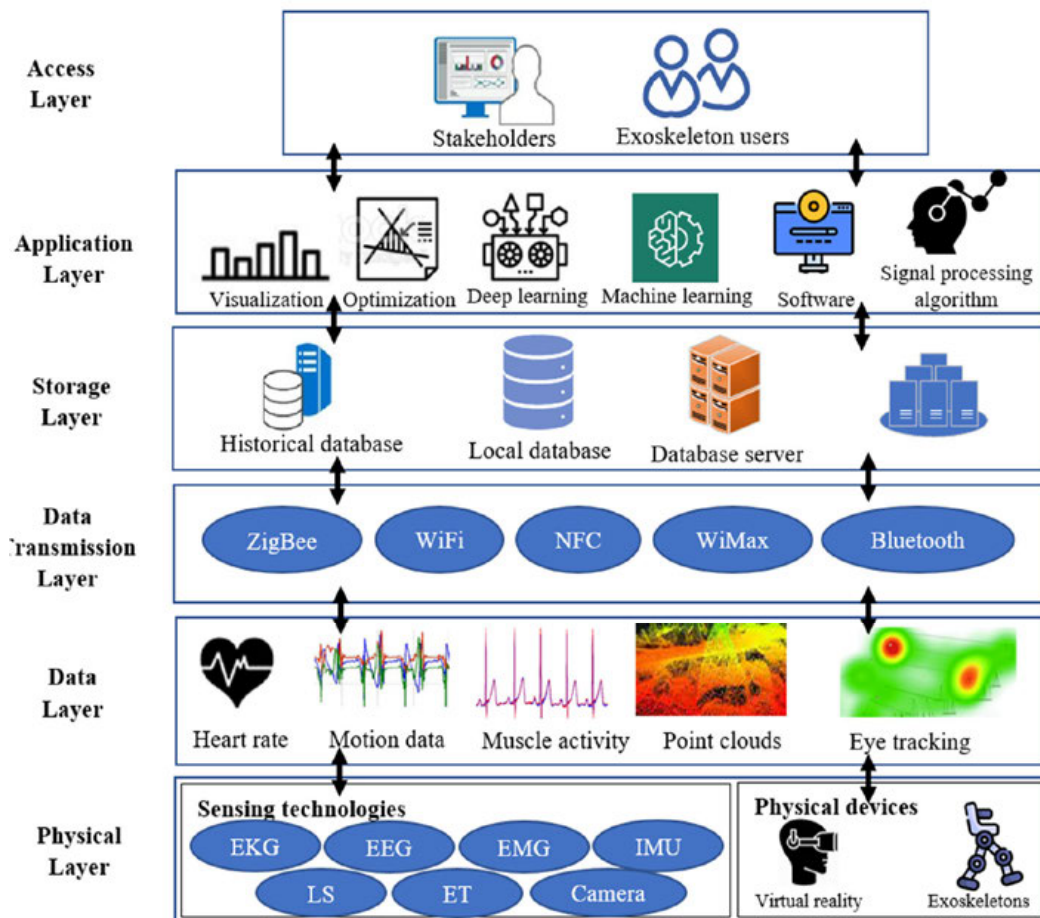 Access
Layer
Stakeholders
Exoskeleton users
Application
Layer
Visualization
Optimization
Deep learning
Machine learning
Software
Signal processing
algorithm
Storage
Layer
Historical database
Local database
Database server
Data
Transmission
Layer
ZigBee
WiFi
NFC
WiMax
Bluetooth
Data
Layer
Heart rate
Motion data
Muscle activity
Point clouds
Eye tracking
Physical
Layer
Sensing technologies
EKG
EEG
EMG
IMU
LS
ET
Camera
Physical devices
Virtual reality
Exoskeletons